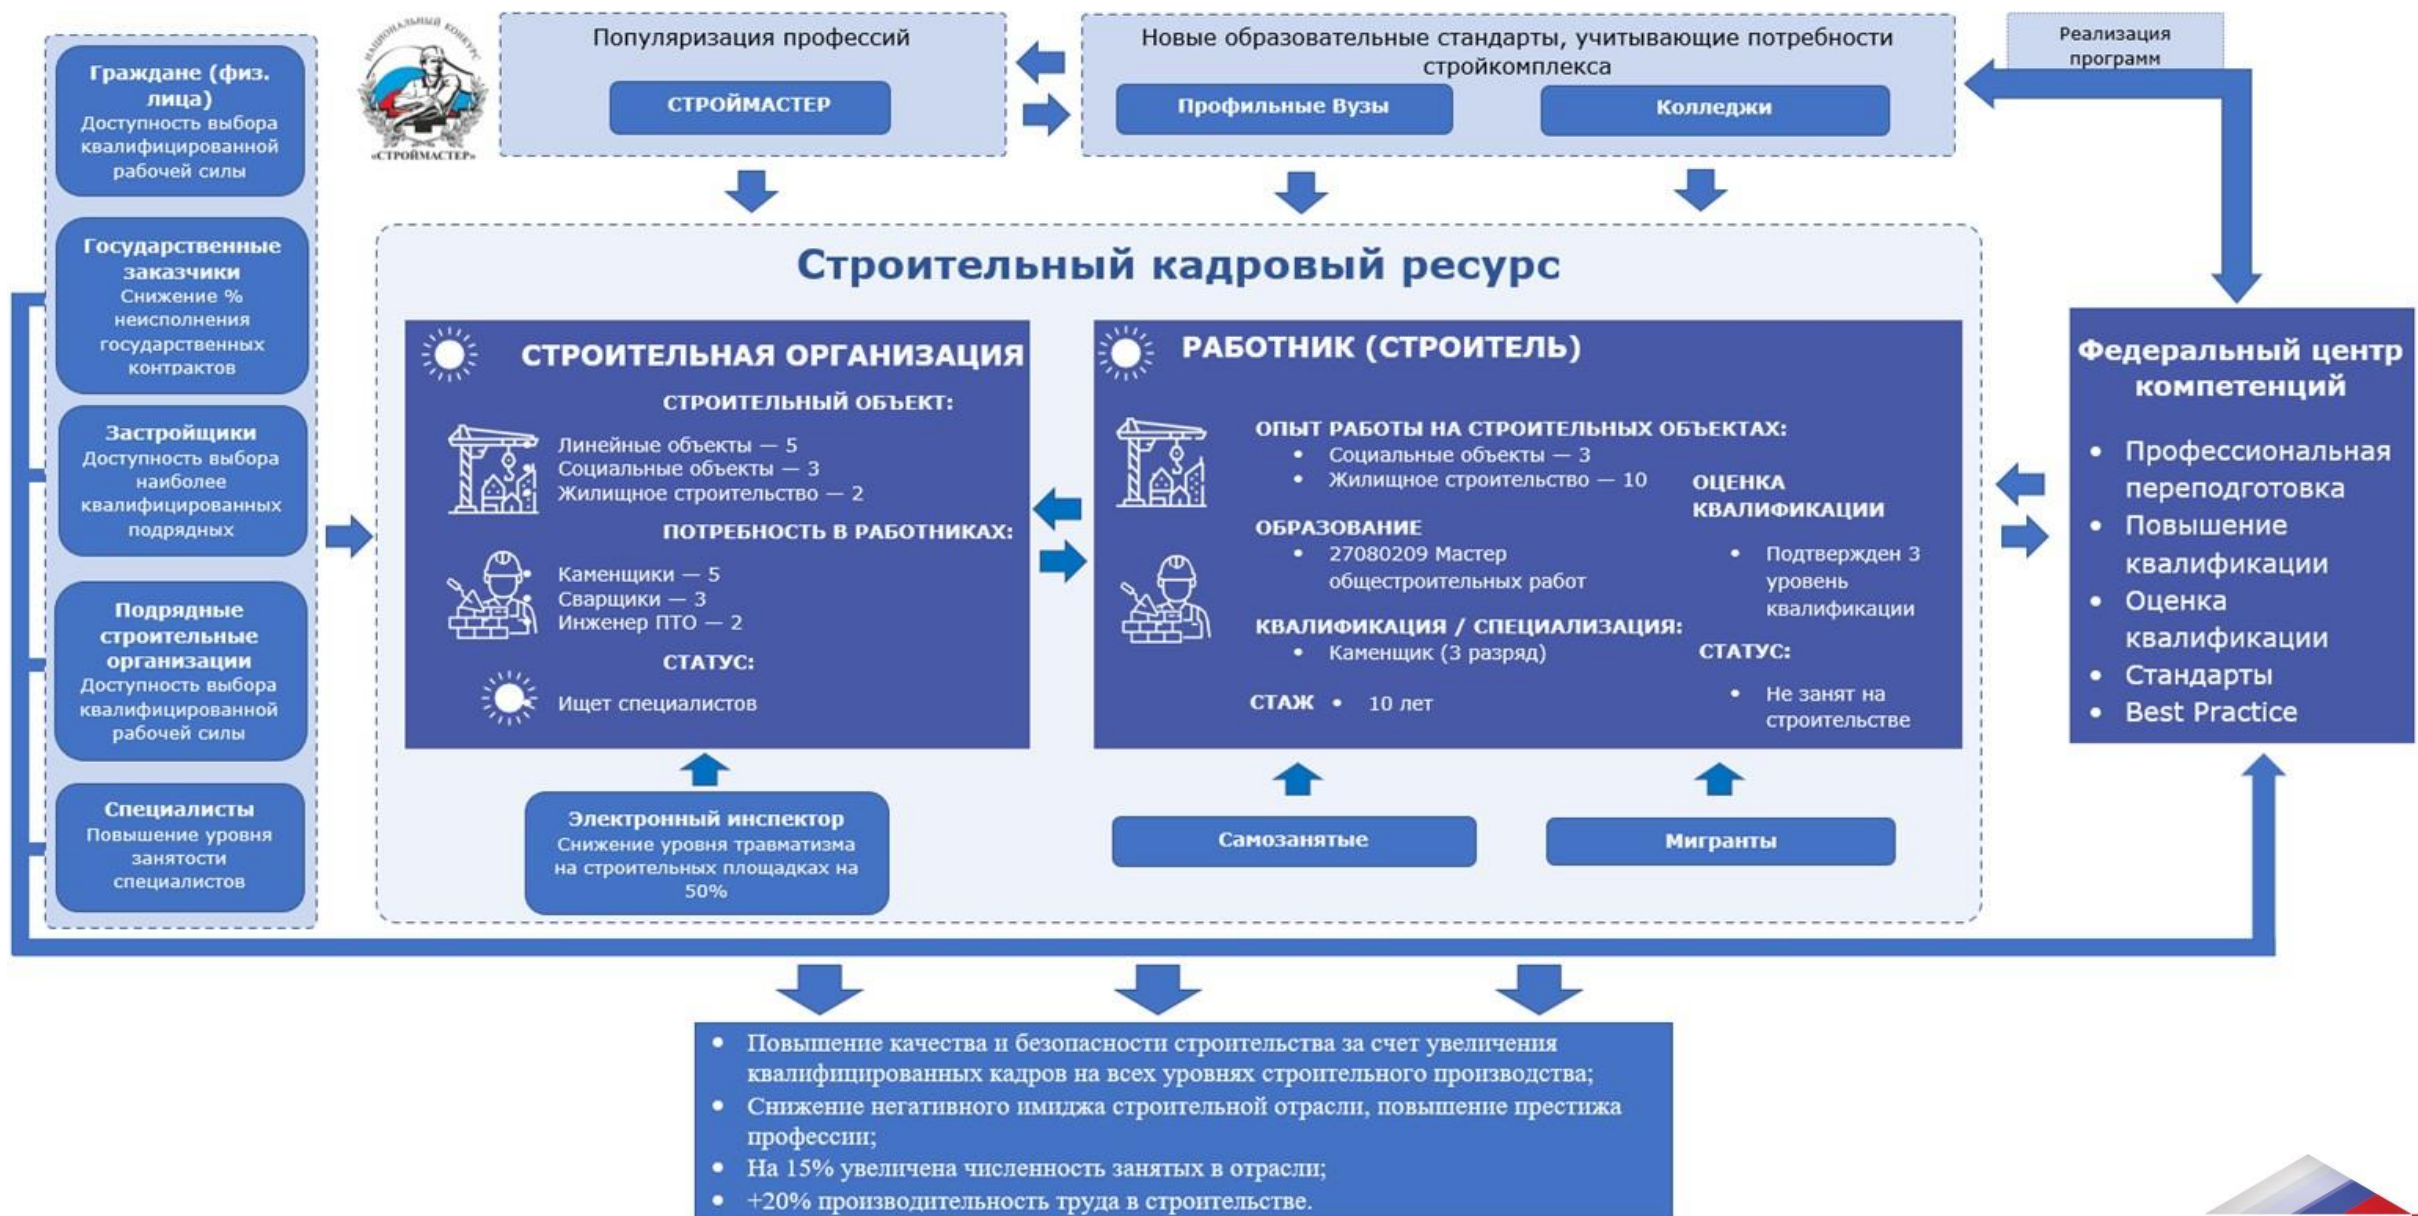 Граждане (физ.
лица)
Доступность выбора
квалифицированной
рабочей силы
Государственные
заказчики
Снижение %
неисполнения
государственных
контрактов
Застройщики
Доступность выбора
наиболее
квалифицированных
подрядных
Подрядные
строительные
организации
Доступность выбора
квалифицированной
рабочей силы
Специалисты
Повышение уровня
занятости
специалистов
НАЦИОНАЛЬНЫЙ КОНКУРС
«СТРОЙМАСТЕР»
Популяризация профессий
СТРОЙМАСТЕР
Новые образовательные стандарты, учитывающие потребности
стройкомплекса
Профильные Вузы
Колледжи
Реализация
программ
Строительный кадровый ресурс
СТРОИТЕЛЬНАЯ ОРГАНИЗАЦИЯ
СТРОИТЕЛЬНЫЙ ОБЪЕКТ:
Линейные объекты — 5
• Социальные объекты — 3
• Жилищное строительство — 2
ПОТРЕБНОСТЬ В РАБОТНИКАХ:
• Каменщики — 5
• Сварщики — 3
Инженер ПТО — 2
СТАТУС:
• Ищет специалистов
РАБОТНИК (СТРОИТЕЛЬ)
ОПЫТ РАБОТЫ НА СТРОИТЕЛЬНЫХ ОБЪЕКТАХ:
• Социальные объекты — 3
• Жилищное строительство — 10
ОБРАЗОВАНИЕ
• 27080209 Мастер
общестроительных работ
КВАЛИФИКАЦИЯ / СПЕЦИАЛИЗАЦИЯ:
• Каменщик (3 разряд)
СТАЖ • 10 лет
ОЦЕНКА
КВАЛИФИКАЦИИ
• Подтвержден 3
уровень
квалификации
СТАТУС:
• Не занят на
строительстве
Электронный инспектор
Снижение уровня травматизма
на строительных площадках на
50%
Самозанятые
Мигранты
Федеральный центр
компетенций
• Профессиональная
переподготовка
• Повышение
квалификации
• Оценка
квалификации
• Стандарты
• Best Practice
• Повышение качества и безопасности строительства за счет увеличения
квалифицированных кадров на всех уровнях строительного производства;
• Снижение негативного имиджа строительной отрасли, повышение престижа
профессии;
• На 15% увеличена численность занятых в отрасли;
• +20% производительность труда в строительстве.